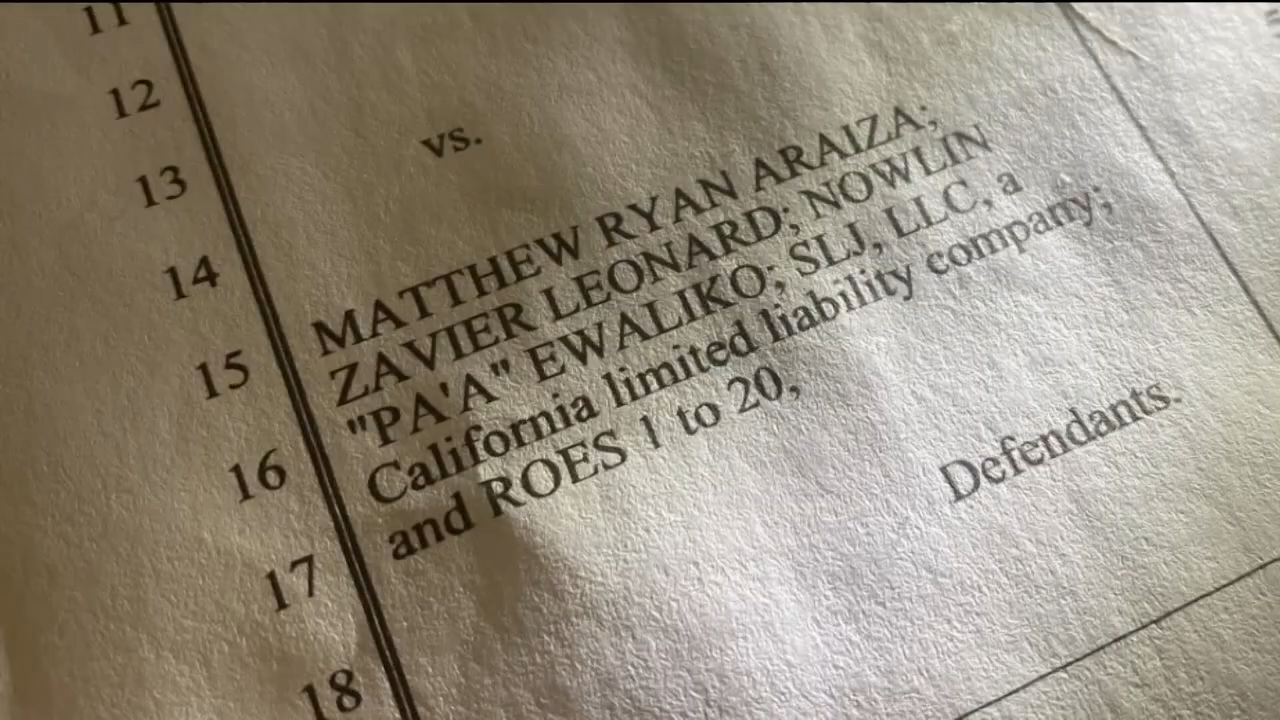 11
12
vs.
13
14
MATTHEW RYAN ARAIZA;
15
ZAVIER LEONARD; NOWLIN
"PA'A" EWALIKO; SLJ, LLC, a
16
California limited liability company;
and ROES 1 to 20,
Defendants.
17
18